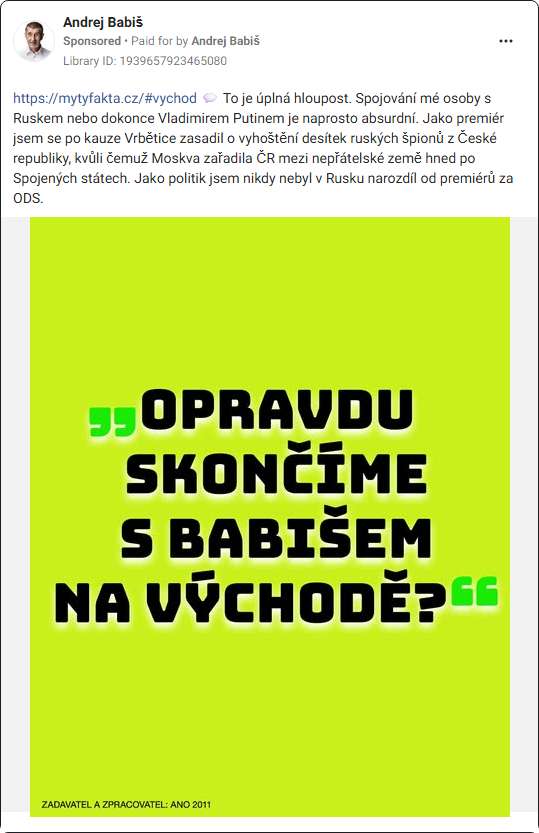 Andrej Babiš
Sponsored • Paid for by Andrej Babiš
Library ID: 1939657923465080
https://mytyfakta.cz/#vychod 💬 To je úplná hloupost. Spojování mé osoby s
Ruskem nebo dokonce Vladimirem Putinem je naprosto absurdní. Jako premiér
jsem se po kauze Vrbětice zasadil o vyhoštění desítek ruských špionů z České
republiky, kvůli čemuž Moskva zařadila ČR mezi nepřátelské země hned po
Spojených státech. Jako politik jsem nikdy nebyl v Rusku narozdíl od premiérů za
ODS.
„OPRAVDU
SKONČÍME
S BABIŠEM
NA VÝCHODĚ?“
ZADAVATEL A ZPRACOVATEL: ANO 2011